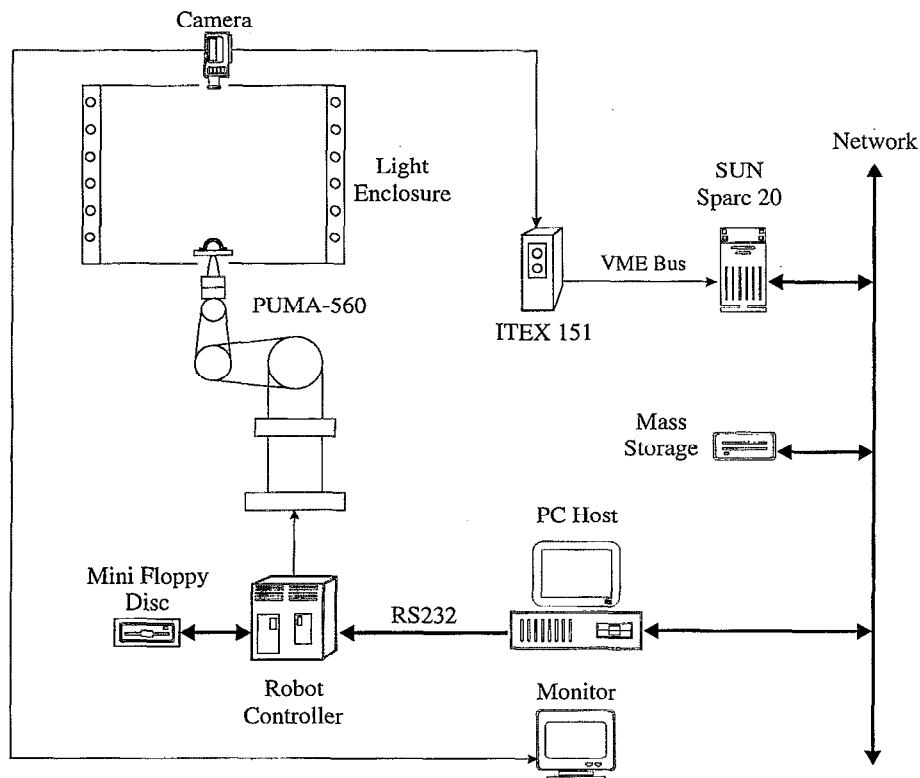 Camera
Light
Enclosure
Network
SUN
Sparc 20
VME Bus
ITEX 151
PUMA-560
Mass
Storage
PC Host
Mini Floppy
Disc
RS232
Robot
Controller
Monitor